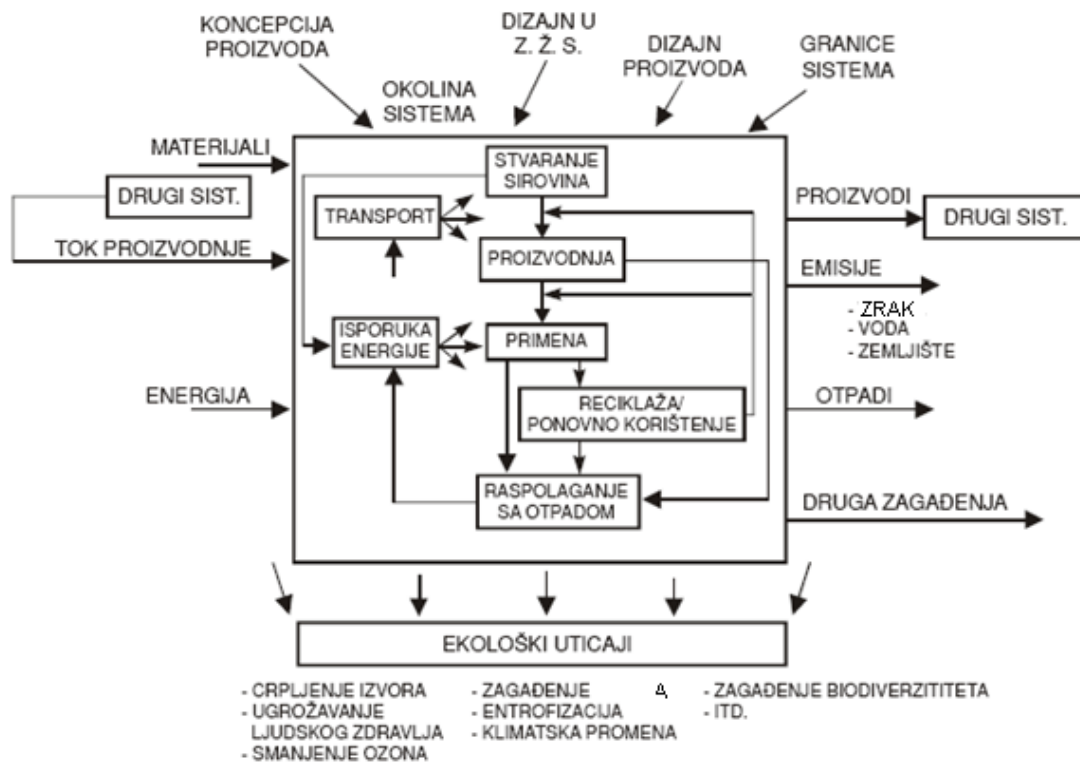 KONCEPCIJA
PROIZVODA
DIZAJN U
Z. Ž. S.
DIZAJN
PROIZVODA
GRANICE
SISTEMA
OKOLINA
SISTEMA
MATERIJALI
DRUGI SIST.
TOK PROIZVODNJE
ENERGIJA
STVARANJE
SIROVINA
TRANSPORT
PROIZVODNJA
ISPORUKA
ENERGIJE
PRIMENA
RECIKLAŽA/
PONOVNO KORIŠTENJE
RASPOLAGANJE
SA OTPADOM
PROIZVODI
DRUGI SIST.
EMISIJE
- ZRAK
- VODA
- ZEMLJIŠTE
OTPADI
DRUGA ZAGAĐENJA
EKOLOŠKI UTICAJI
- CRPLJENJE IZVORA
- UGROŽAVANJE
LJUDSKOG ZDRAVLJA
- SMANJENJE OZONA
- ZAGAĐENJE A
- ENTROFIZACIJA
- KLIMATSKA PROMENA
- ZAGAĐENJE BIODIVERZITITETA
- ITD.